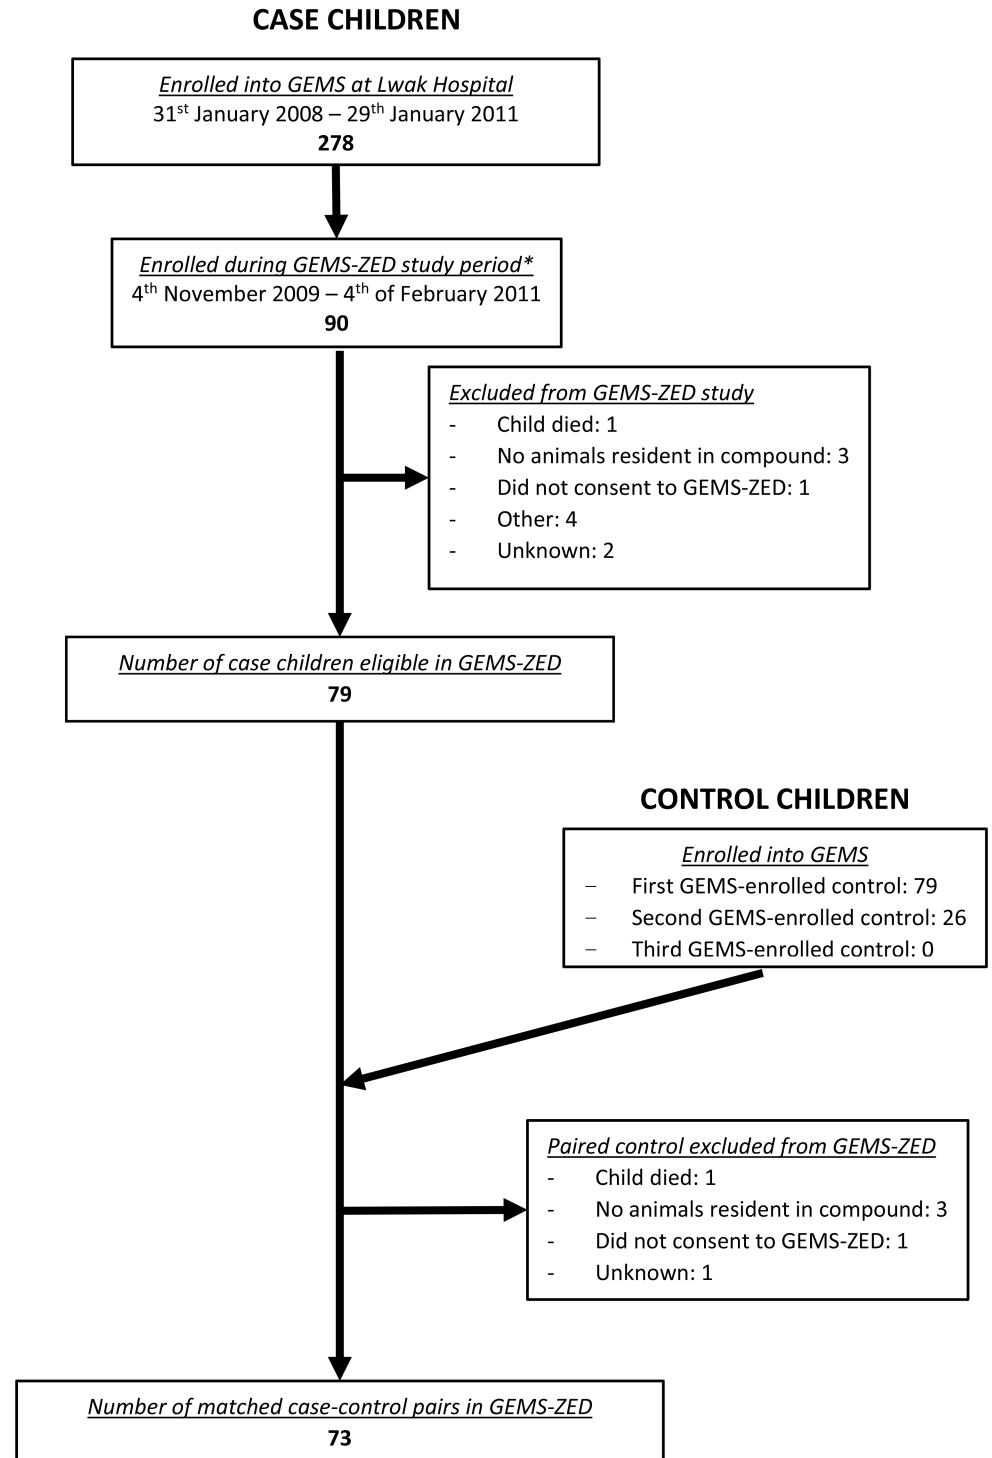 CASE CHILDREN
Enrolled into GEMS at Lwak Hospital
31st January 2008 – 29th January 2011
278
Enrolled during GEMS-ZED study period*
4th November 2009 – 4th of February 2011
90
Excluded from GEMS-ZED study
- Child died: 1
- No animals resident in compound: 3
- Did not consent to GEMS-ZED: 1
- Other: 4
- Unknown: 2
Number of case children eligible in GEMS-ZED
79
CONTROL CHILDREN
Enrolled into GEMS
– First GEMS-enrolled control: 79
– Second GEMS-enrolled control: 26
– Third GEMS-enrolled control: 0
Paired control excluded from GEMS-ZED
- Child died: 1
- No animals resident in compound: 3
- Did not consent to GEMS-ZED: 1
- Unknown: 1
Number of matched case-control pairs in GEMS-ZED
73